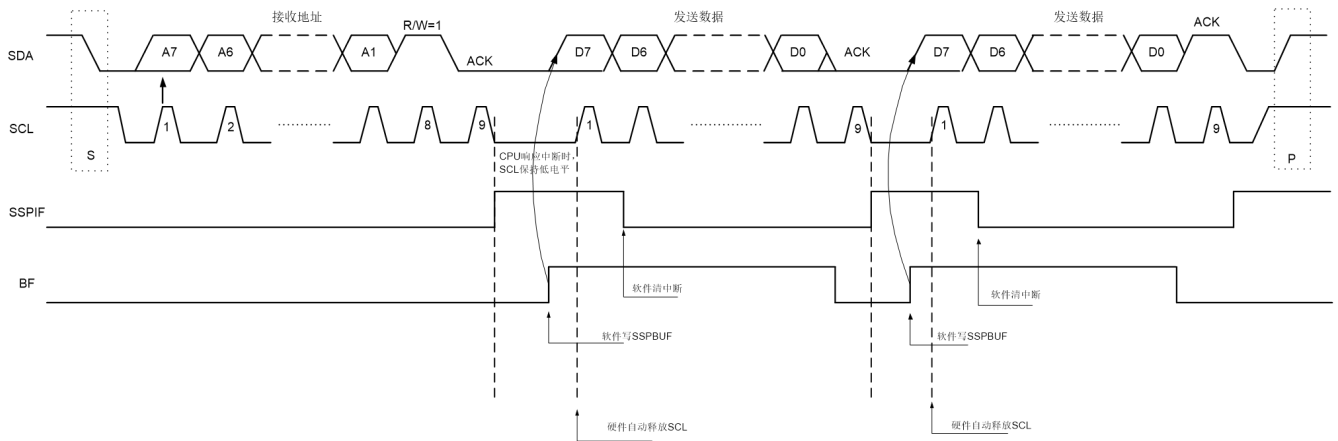 接收地址 发送数据 发送数据
R/W=1 ACK
SDA A7 A6 A1 ACK D7 D6 D0 ACK D7 D6 D0
SCL 1 2 8 9 1 9 1 9
S CPU响应中断时, P
SCL保持低电平
SSPIF
BF
软件清中断 软件清中断
软件写SSPBUF 软件写SSPBUF
硬件自动释放SCL 硬件自动释放SCL